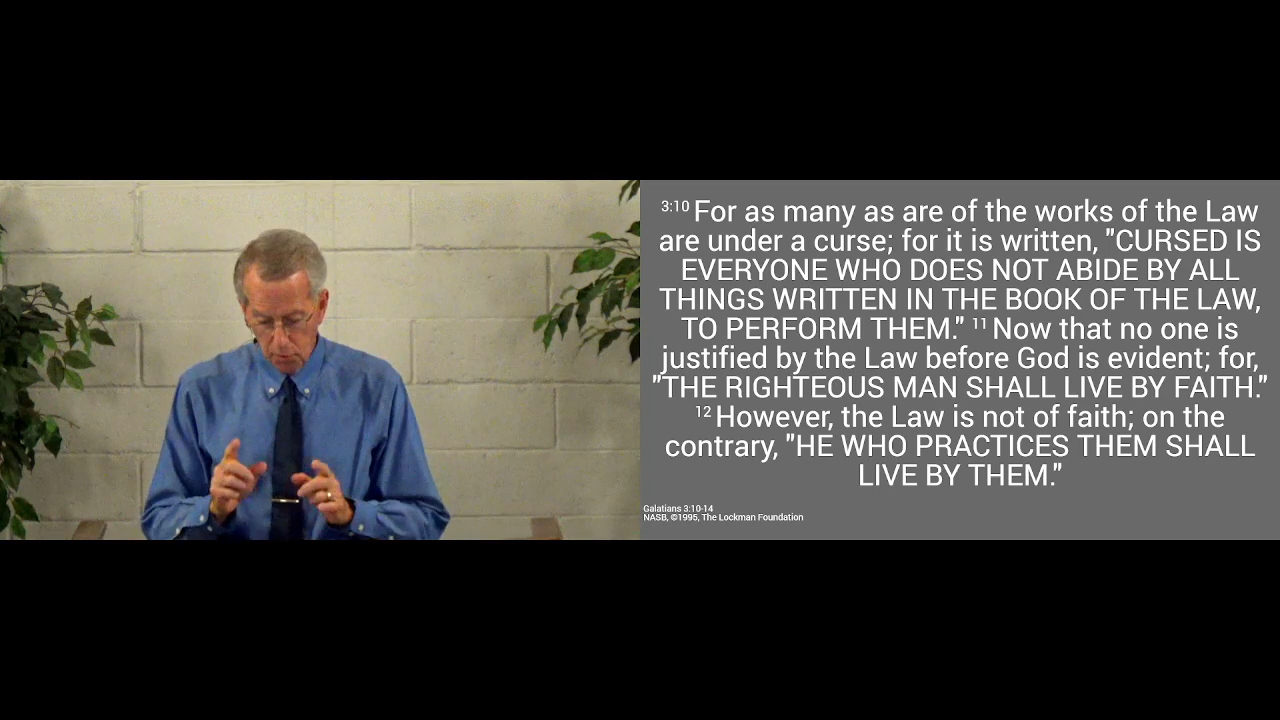 3:10 For as many as are of the works of the Law
are under a curse; for it is written, "CURSED IS
EVERYONE WHO DOES NOT ABIDE BY ALL
THINGS WRITTEN IN THE BOOK OF THE LAW,
TO PERFORM THEM." 11 Now that no one is
justified by the Law before God is evident; for,
"THE RIGHTEOUS MAN SHALL LIVE BY FAITH."
12 However, the Law is not of faith; on the
contrary, "HE WHO PRACTICES THEM SHALL
LIVE BY THEM."
Galatians 3:10-14
NASB, ©1995, The Lockman Foundation